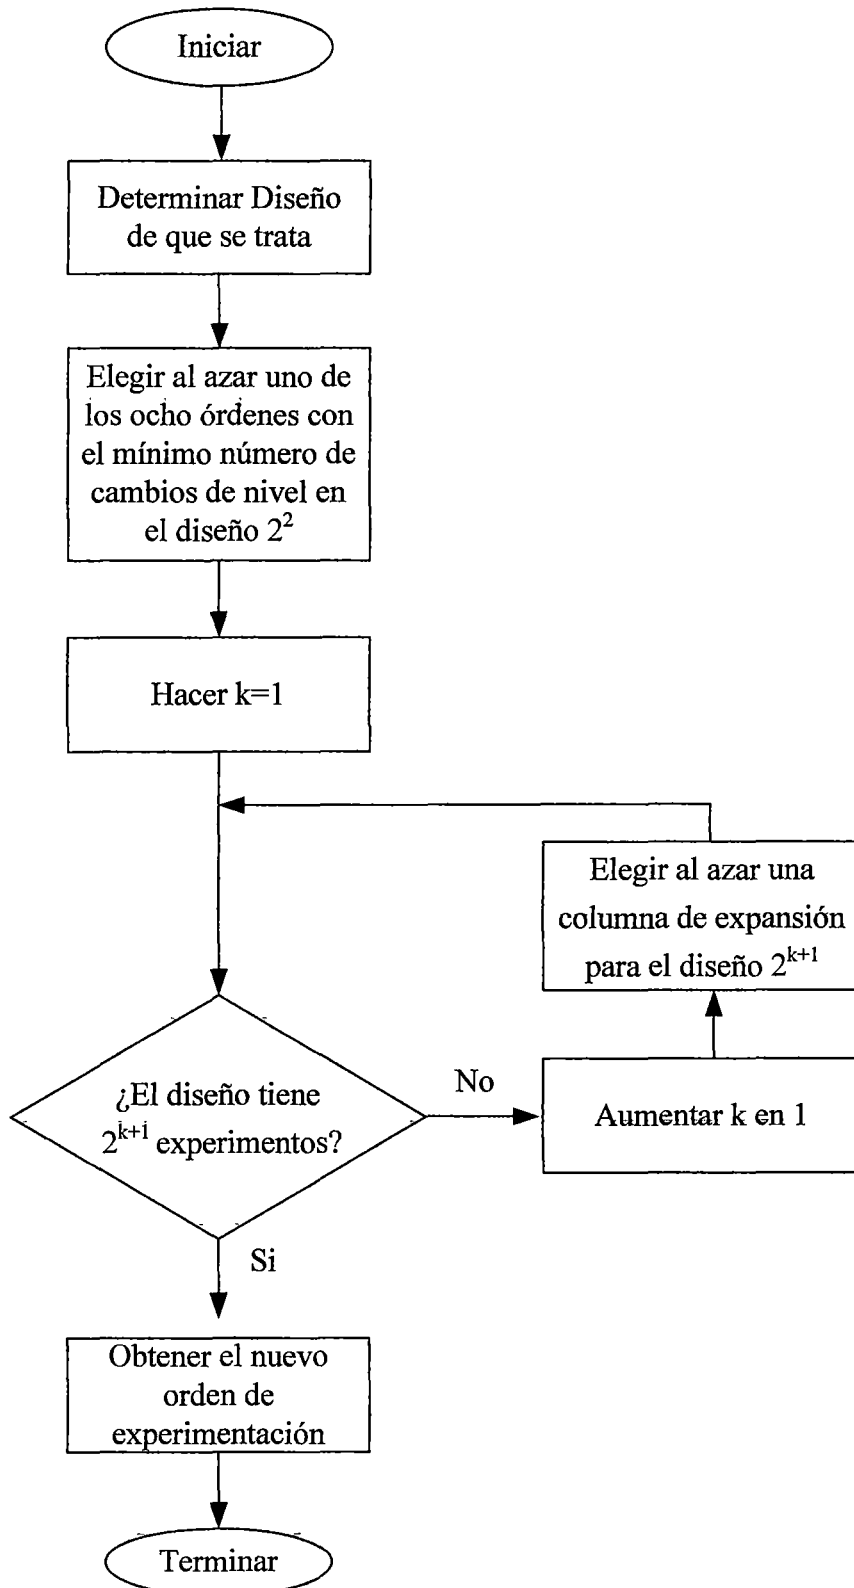 Iniciar
Determinar Diseño
de que se trata
Elegir al azar uno de
los ocho órdenes con
el mínimo número de
cambios de nivel en
el diseño 2²
Hacer k=1
Elegir al azar una
columna de expansión
para el diseño 2^{k+1}
¿El diseño tiene
2^{k+1} experimentos?
No
Aumentar k en 1
Si
Obtener el nuevo
orden de
experimentación
Terminar